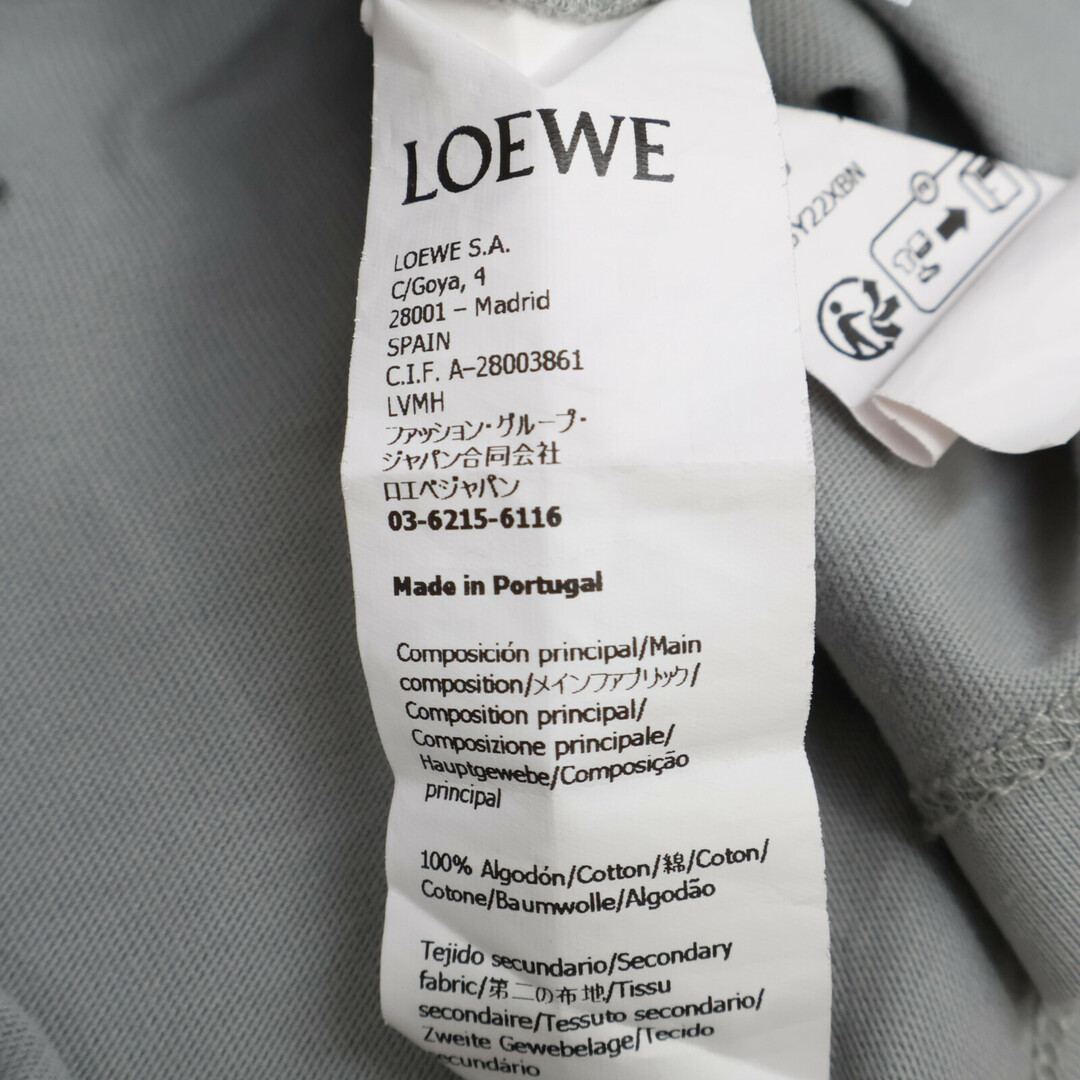 LOEWE
LOEWE S.A.
C/Goya, 4
28001 – Madrid
SPAIN
C.I.F. A-28003861
LVMH
ファッション・グループ・
ジャパン合同会社
ロエベジャパン
03-6215-6116
Made in Portugal
Composición principal/Main
composition/メインファブリック/
Composition principal/
Composizione principale/
Hauptgewebe/Composição
principal
100% Algodón/Cotton/綿/Coton/
Cotone/Baumwolle/Algodão
Tejido secundario/Secondary
fabric/第二の布地/Tissu
secondaire/Tessuto secondario/
Zweite Gewebelage/Tecido
secundário
Y22XBN